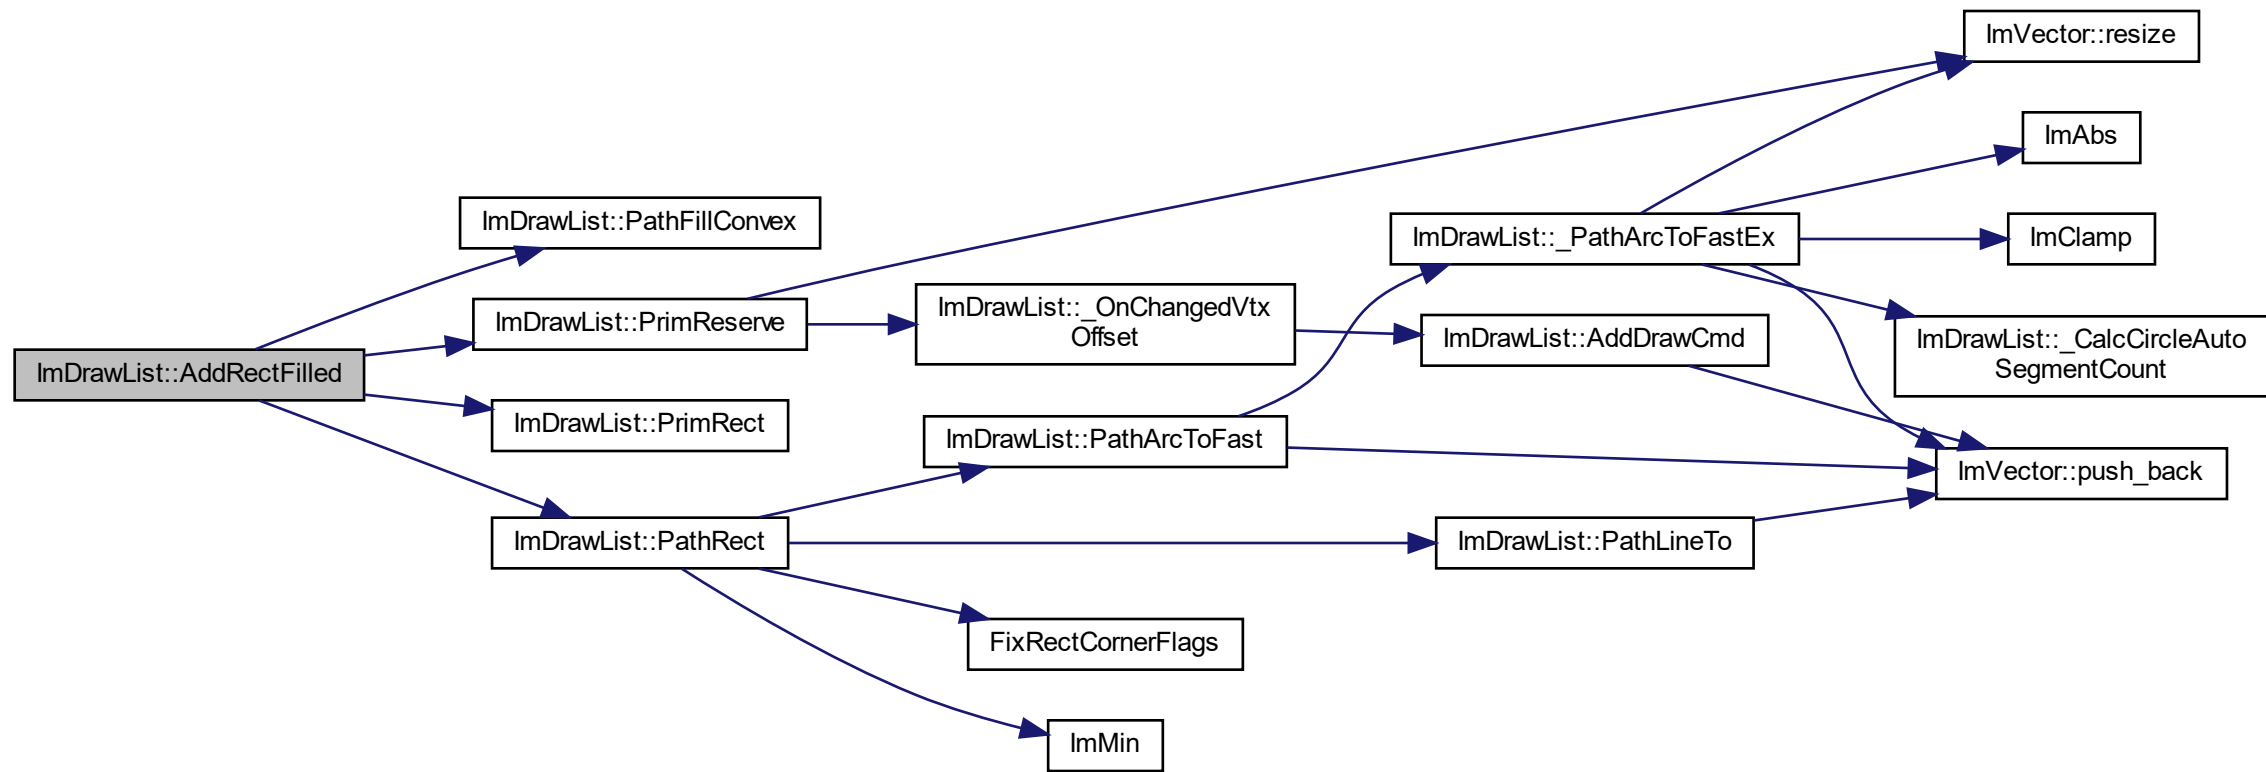 ImVector::resize
ImAbs
ImDrawList::PathFillConvex
ImDrawList::_PathArcToFastEx
ImClamp
ImDrawList::PrimReserve
ImDrawList::_OnChangedVtx
Offset
ImDrawList::AddDrawCmd
ImDrawList::_CalcCircleAuto
SegmentCount
ImDrawList::AddRectFilled
ImDrawList::PrimRect
ImDrawList::PathArcToFast
ImVector::push_back
ImDrawList::PathRect
ImDrawList::PathLineTo
FixRectCornerFlags
ImMin